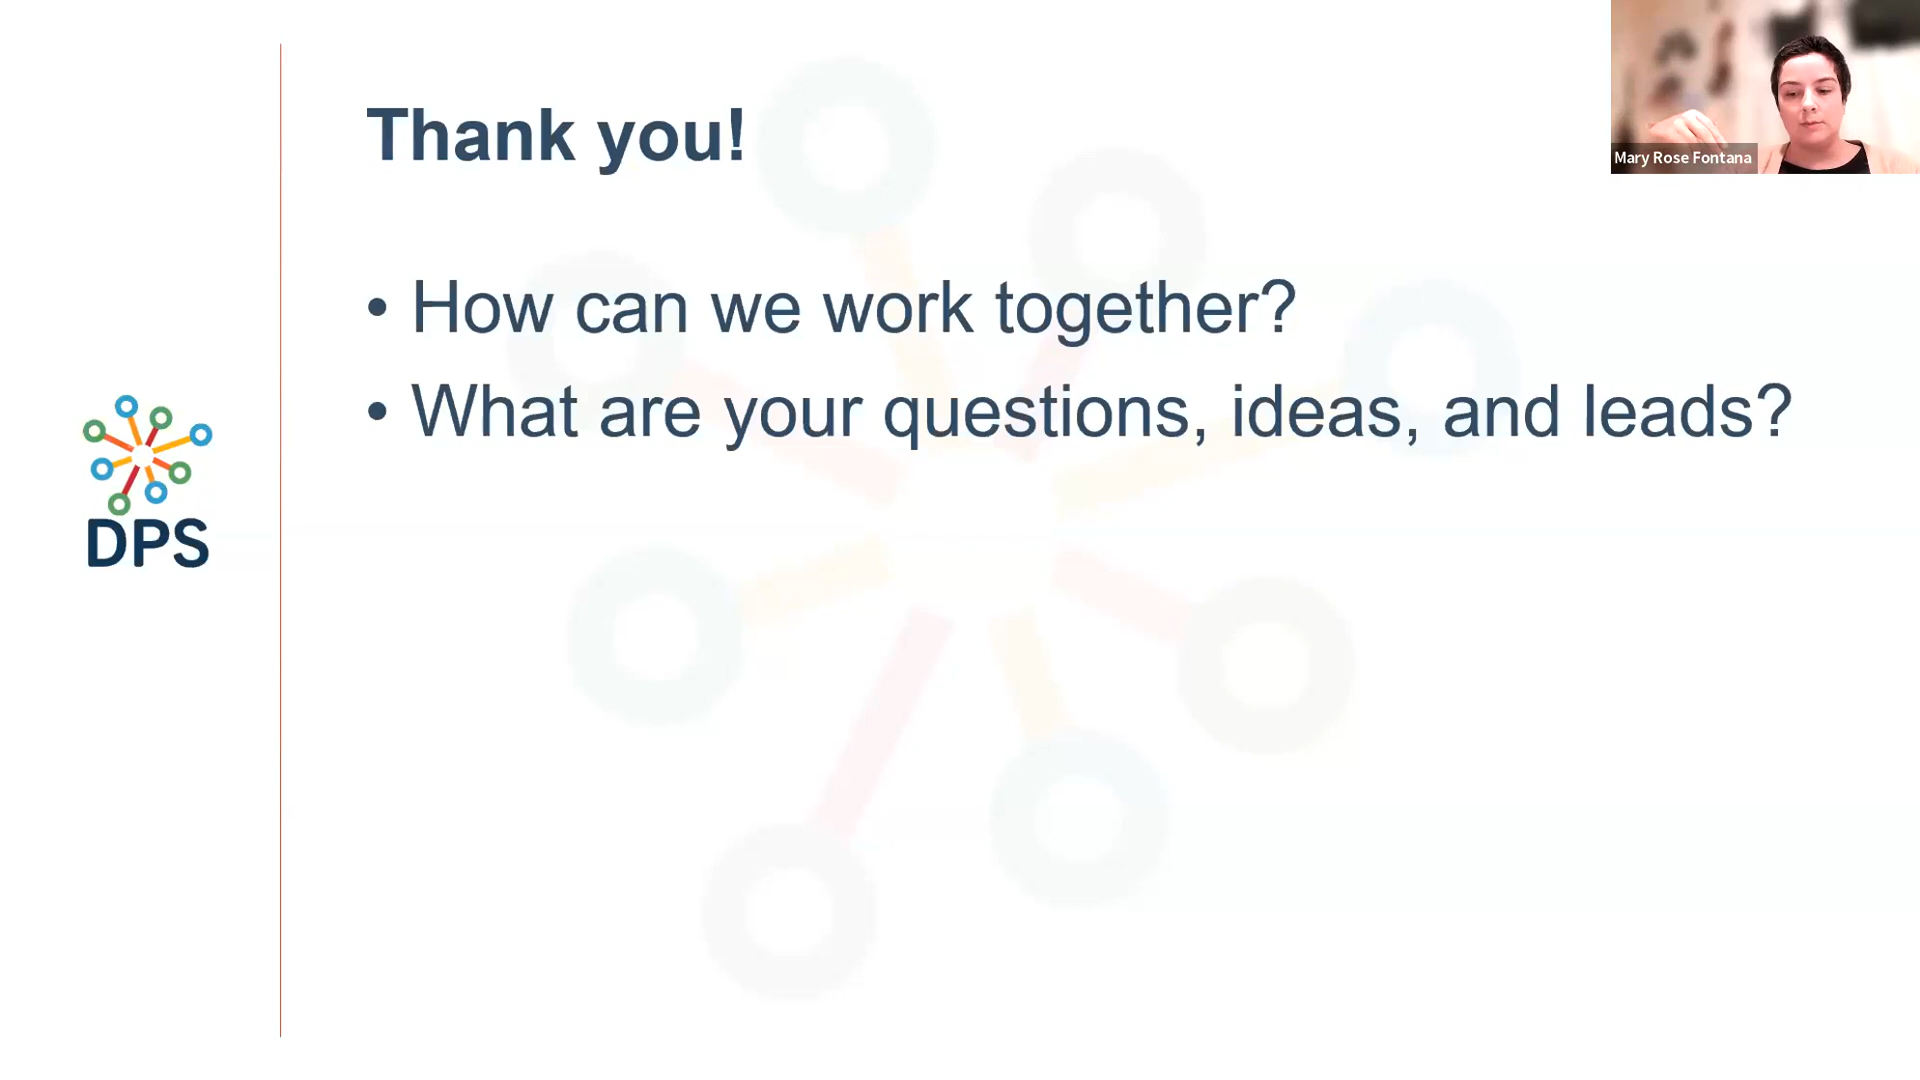 Thank you!
Mary Rose Fontana
• How can we work together?
• What are your questions, ideas, and leads?
DPS